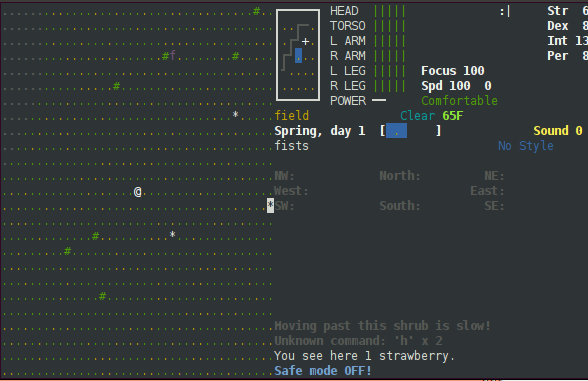 HEAD ||||| :| Str 6
TORSO ||||| Dex 8
L ARM ||||| Int 13
R ARM ||||| Per 8
L LEG ||||| Focus 100
R LEG ||||| Spd 100 0
POWER — Comfortable
field Clear 65F
Spring, day 1 [ . ] Sound 0
fists No Style
NW: North: NE:
West: East:
SW: South: SE:
Moving past this shrub is slow!
Unknown command: 'h' x 2
You see here 1 strawberry.
Safe mode OFF!